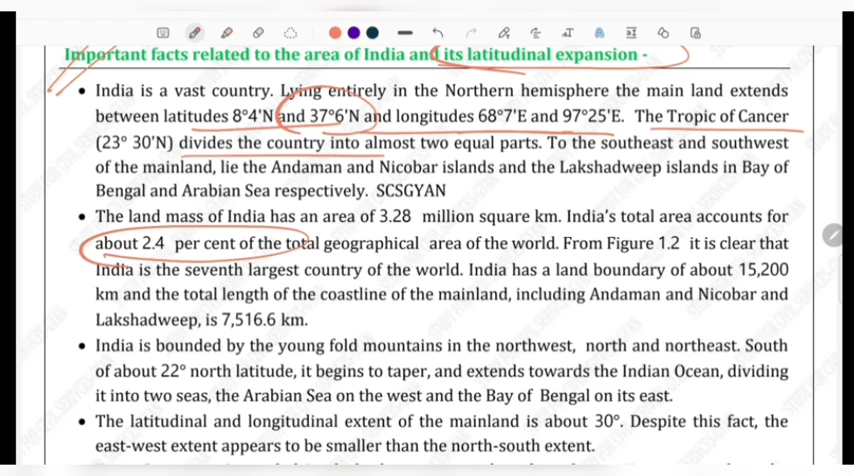 Important facts related to the area of India and its latitudinal expansion -
• India is a vast country. Lying entirely in the Northern hemisphere the main land extends
between latitudes 8°4'N and 37°6'N and longitudes 68°7'E and 97°25'E. The Tropic of Cancer
(23° 30'N) divides the country into almost two equal parts. To the southeast and southwest
of the mainland, lie the Andaman and Nicobar islands and the Lakshadweep islands in Bay of
Bengal and Arabian Sea respectively. SCSGYAN
• The land mass of India has an area of 3.28 million square km. India's total area accounts for
about 2.4 per cent of the total geographical area of the world. From Figure 1.2 it is clear that
India is the seventh largest country of the world. India has a land boundary of about 15,200
km and the total length of the coastline of the mainland, including Andaman and Nicobar and
Lakshadweep, is 7,516.6 km.
• India is bounded by the young fold mountains in the northwest, north and northeast. South
of about 22° north latitude, it begins to taper, and extends towards the Indian Ocean, dividing
it into two seas, the Arabian Sea on the west and the Bay of Bengal on its east.
• The latitudinal and longitudinal extent of the mainland is about 30°. Despite this fact, the
east-west extent appears to be smaller than the north-south extent.